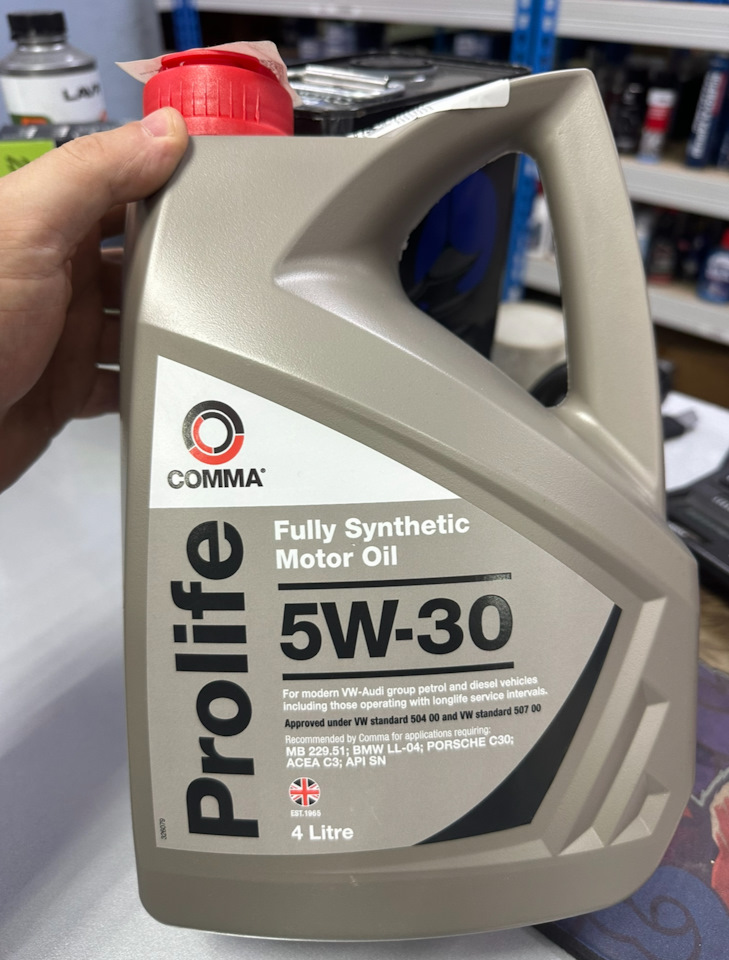 COMMA®
Prolife
Fully Synthetic
Motor Oil
5W-30
For modern VW-Audi group petrol and diesel vehicles
including those operating with longlife service intervals.
Approved under VW standard 504 00 and VW standard 507 00
Recommended by Comma for applications requiring:
MB 229.51; BMW LL-04; PORSCHE C30;
ACEA C3; API SN
EST.1965
4 Litre